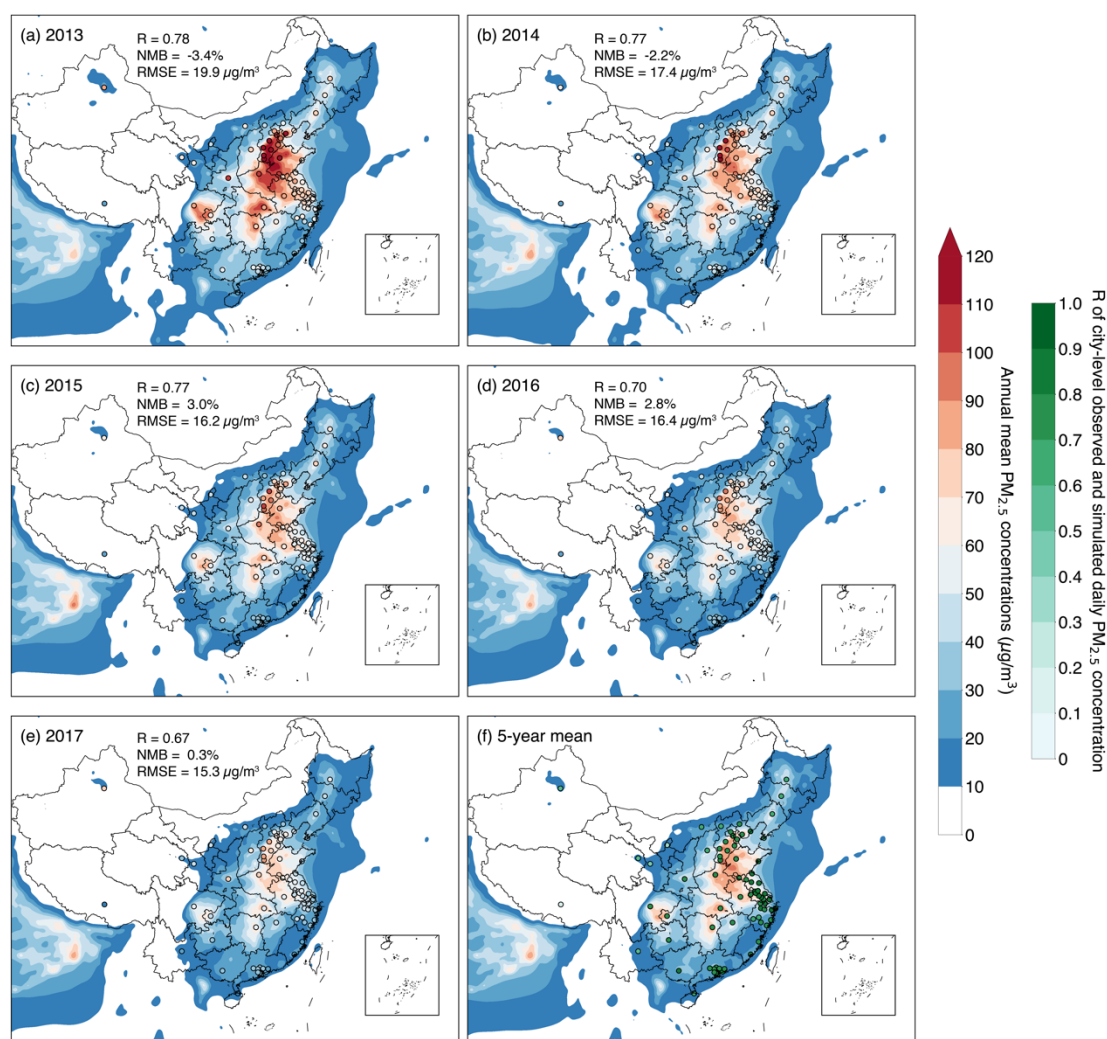 (a) 2013
R = 0.78
NMB = -3.4%
RMSE = 19.9 µg/m³
(b) 2014
R = 0.77
NMB = -2.2%
RMSE = 17.4 µg/m³
(c) 2015
R = 0.77
NMB = 3.0%
RMSE = 16.2 µg/m³
(d) 2016
R = 0.70
NMB = 2.8%
RMSE = 16.4 µg/m³
(e) 2017
R = 0.67
NMB = 0.3%
RMSE = 15.3 µg/m³
(f) 5-year mean
120
110
100
90
80
70
60
50
40
30
20
10
0
Annual mean PM₂.₅ concentrations (µg/m³)
1.0
0.9
0.8
0.7
0.6
0.5
0.4
0.3
0.2
0.1
0
R of city-level observed and simulated daily PM₂.₅ concentration